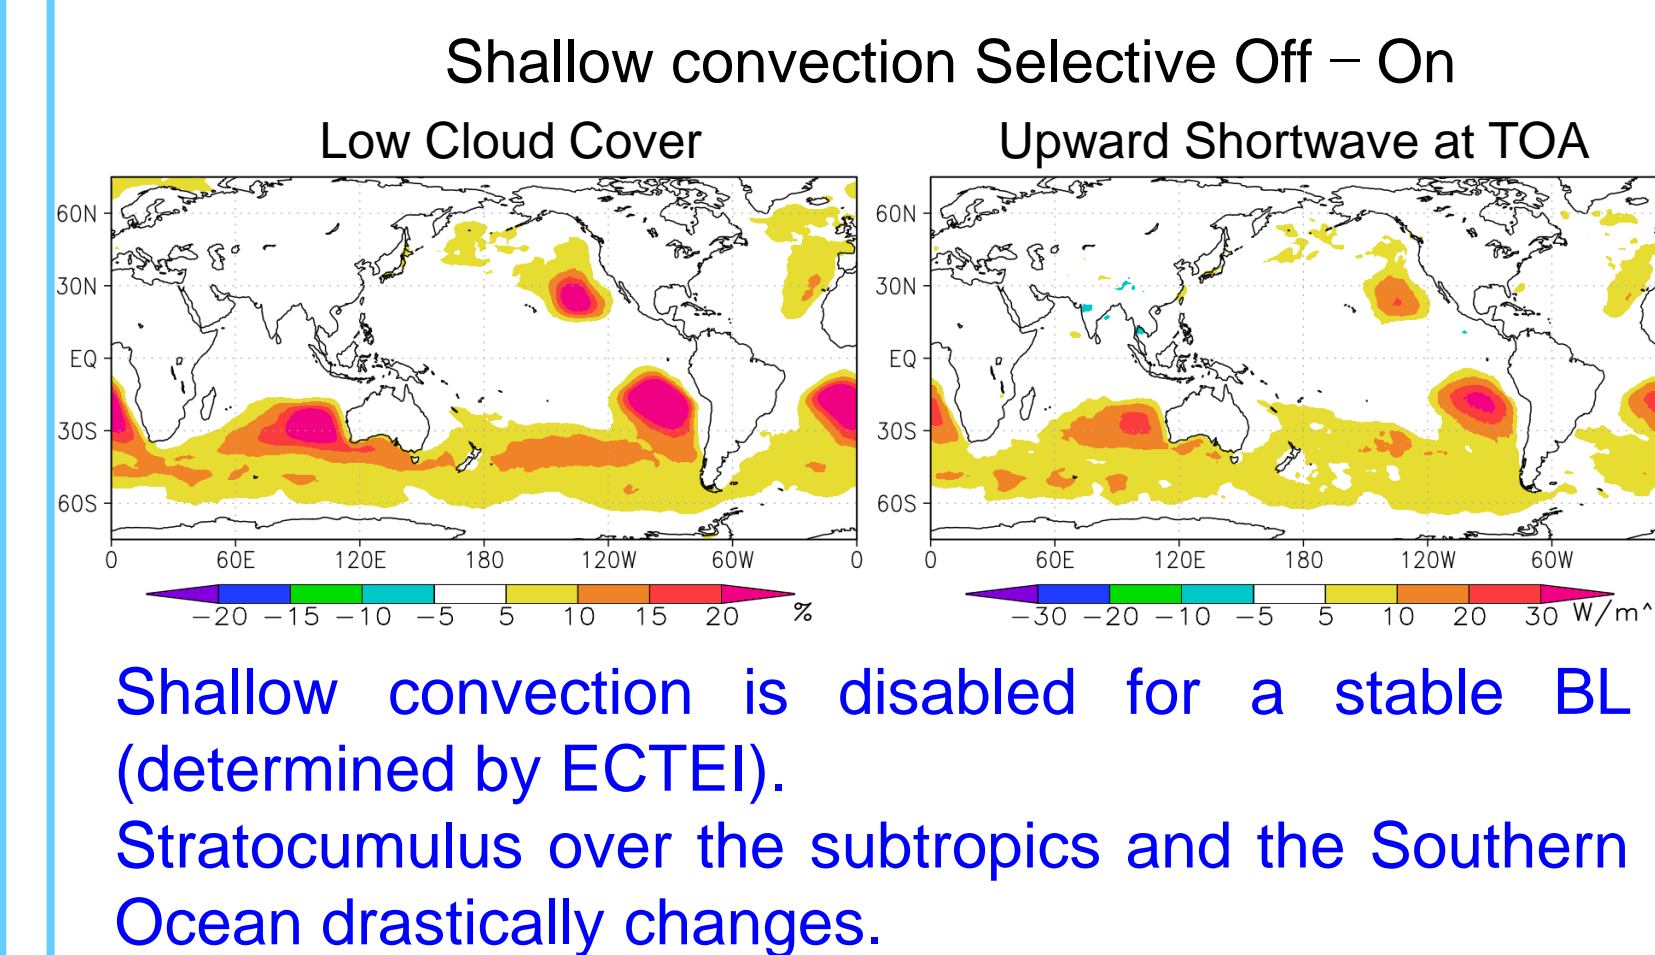 Shallow convection Selective Off − On
Low Cloud Cover
Upward Shortwave at TOA
60N
30N
EQ
30S
60S
0 60E 120E 180 120W 60W 0
−20 −15 −10 −5 5 10 15 20 %
60N
30N
EQ
30S
60S
0 60E 120E 180 120W 60W
−30 −20 −10 −5 5 10 20 30 W/m^
Shallow convection is disabled for a stable BL
(determined by ECTEI).
Stratocumulus over the subtropics and the Southern
Ocean drastically changes.